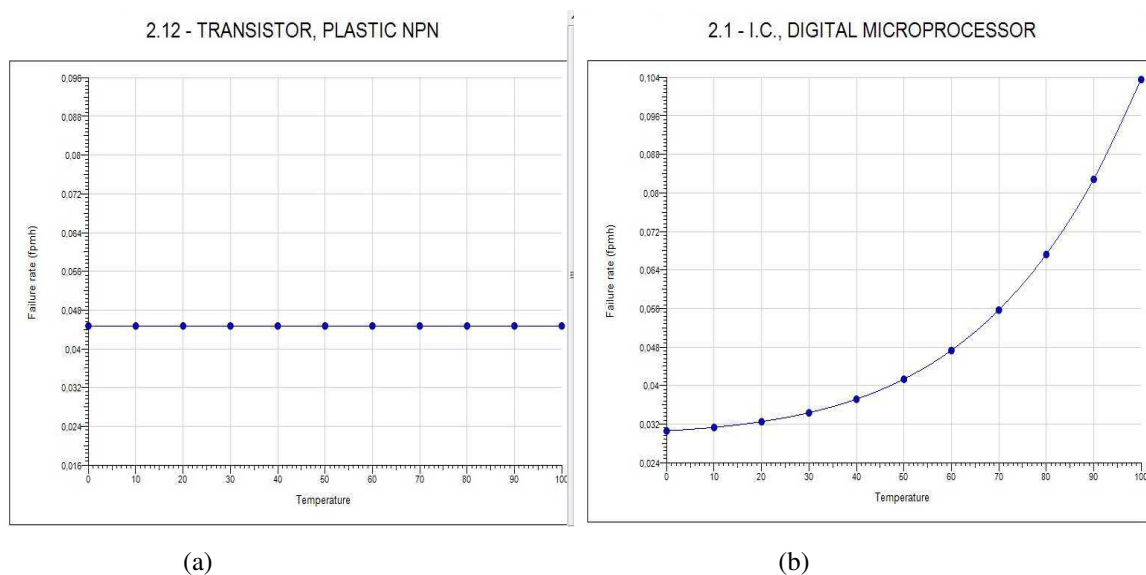 2.12 - TRANSISTOR, PLASTIC NPN
Failure rate (fpmh)
0,096
0,088
0,08
0,072
0,064
0,056
0,048
0,04
0,032
0,024
0,016
0 10 20 30 40 50 60 70 80 90 100
Temperature
(a)
2.1 - I.C., DIGITAL MICROPROCESSOR
Failure rate (fpmh)
0,104
0,096
0,088
0,08
0,072
0,064
0,056
0,048
0,04
0,032
0,024
0 10 20 30 40 50 60 70 80 90 100
Temperature
(b)